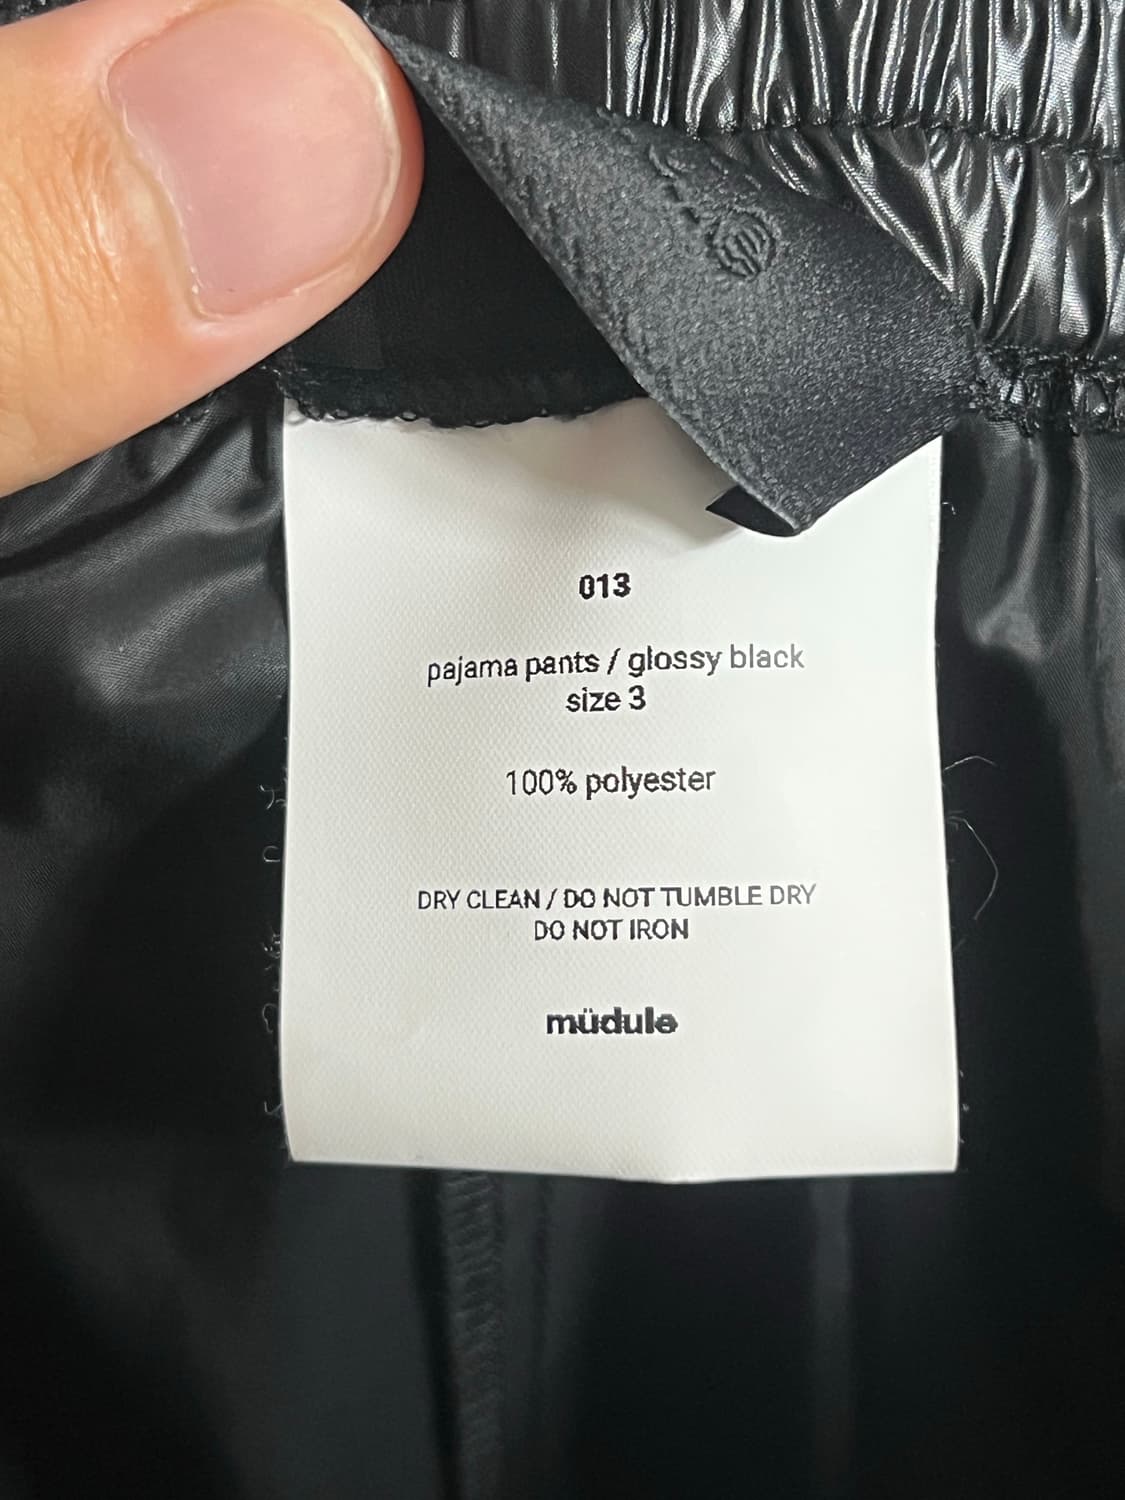 013
pajama pants / glossy black
size 3
100% polyester
DRY CLEAN / DO NOT TUMBLE DRY
DO NOT IRON
müdule